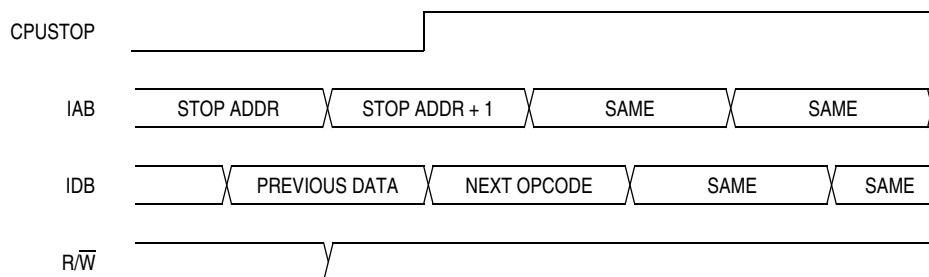 CPUSTOP
IAB STOP ADDR STOP ADDR + 1 SAME SAME
IDB PREVIOUS DATA NEXT OPCODE SAME SAME
R/W̅